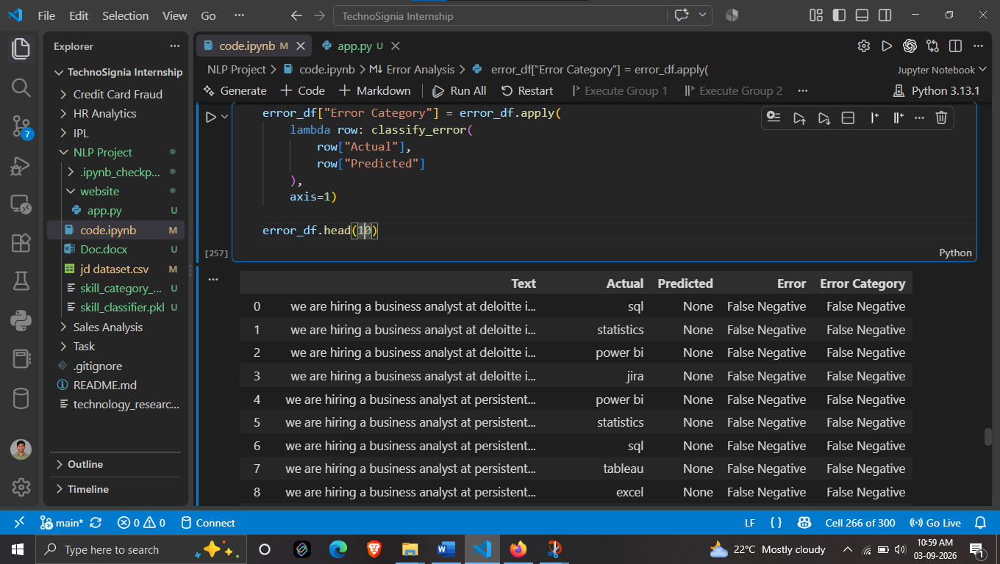 File Edit Selection View Go ··· TechnoSignia Internship
Explorer ···
TechnoSignia Internship
Credit Card Fraud
HR Analytics
IPL
NLP Project
.ipynb_checkp...
website
app.py U
code.ipynb M
Doc.docx U
jd dataset.csv M
skill_category_... U
skill_classifier.pkl U
Sales Analysis
Task
.gitignore
README.md
technology_researc...
Outline
Timeline
7
code.ipynb M app.py U
NLP Project > code.ipynb > M↓ Error Analysis > error_df["Error Category"] = error_df.apply(
Jupyter Notebook
Generate + Code + Markdown Run All Restart Execute Group 1 Execute Group 2 ··· Python 3.13.1
error_df["Error Category"] = error_df.apply(
lambda row: classify_error(
row["Actual"],
row["Predicted"]
),
axis=1)
error_df.head(10)
[257] Python
Text Actual Predicted Error Error Category
0 we are hiring a business analyst at deloitte i... sql None False Negative False Negative
1 we are hiring a business analyst at deloitte i... statistics None False Negative False Negative
2 we are hiring a business analyst at deloitte i... power bi None False Negative False Negative
3 we are hiring a business analyst at deloitte i... jira None False Negative False Negative
4 we are hiring a business analyst at persistent... power bi None False Negative False Negative
5 we are hiring a business analyst at persistent... statistics None False Negative False Negative
6 we are hiring a business analyst at persistent... sql None False Negative False Negative
7 we are hiring a business analyst at persistent... tableau None False Negative False Negative
8 we are hiring a business analyst at persistent... excel None False Negative False Negative
main* 0 0 Connect LF { } Cell 266 of 300 Go Live
Type here to search 22°C Mostly cloudy 10:59 AM
03-09-2026
1